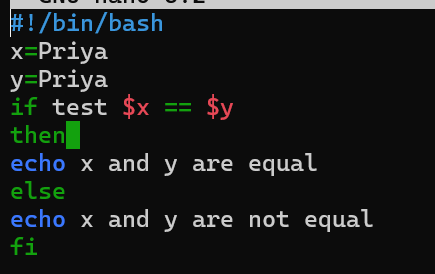 #!/bin/bash
x=Priya
y=Priya
if test $x == $y
then
echo x and y are equal
else
echo x and y are not equal
fi